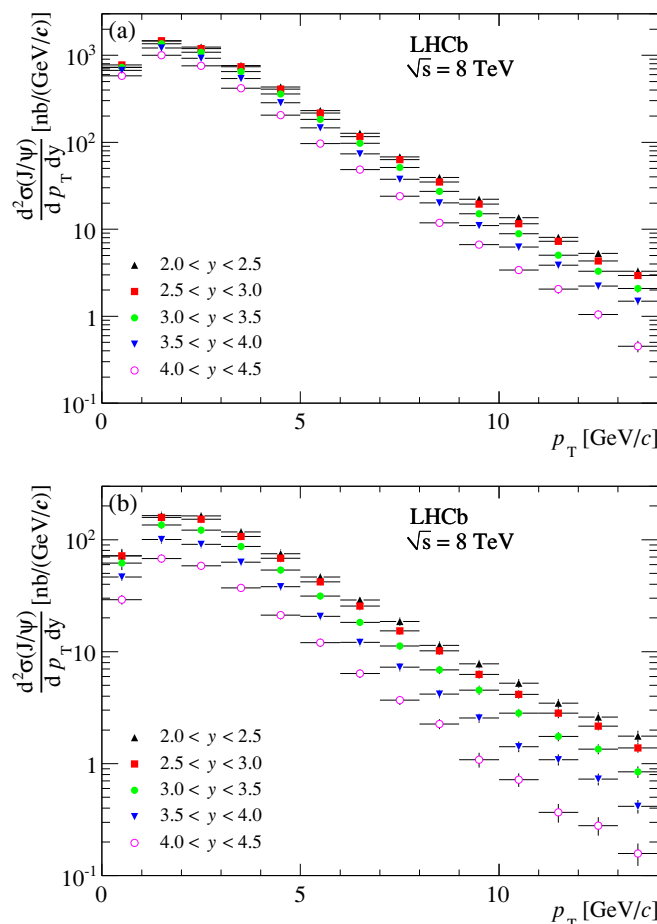 (a)
LHCb
√s = 8 TeV
d²σ(J/ψ)
d p_T dy
[nb/(GeV/c)]
10³
10²
10
1
10⁻¹
2.0 < y < 2.5
2.5 < y < 3.0
3.0 < y < 3.5
3.5 < y < 4.0
4.0 < y < 4.5
0 5 10
p_T [GeV/c]
(b)
LHCb
√s = 8 TeV
d²σ(J/ψ)
d p_T dy
[nb/(GeV/c)]
10²
10
1
10⁻¹
2.0 < y < 2.5
2.5 < y < 3.0
3.0 < y < 3.5
3.5 < y < 4.0
4.0 < y < 4.5
0 5 10
p_T [GeV/c]